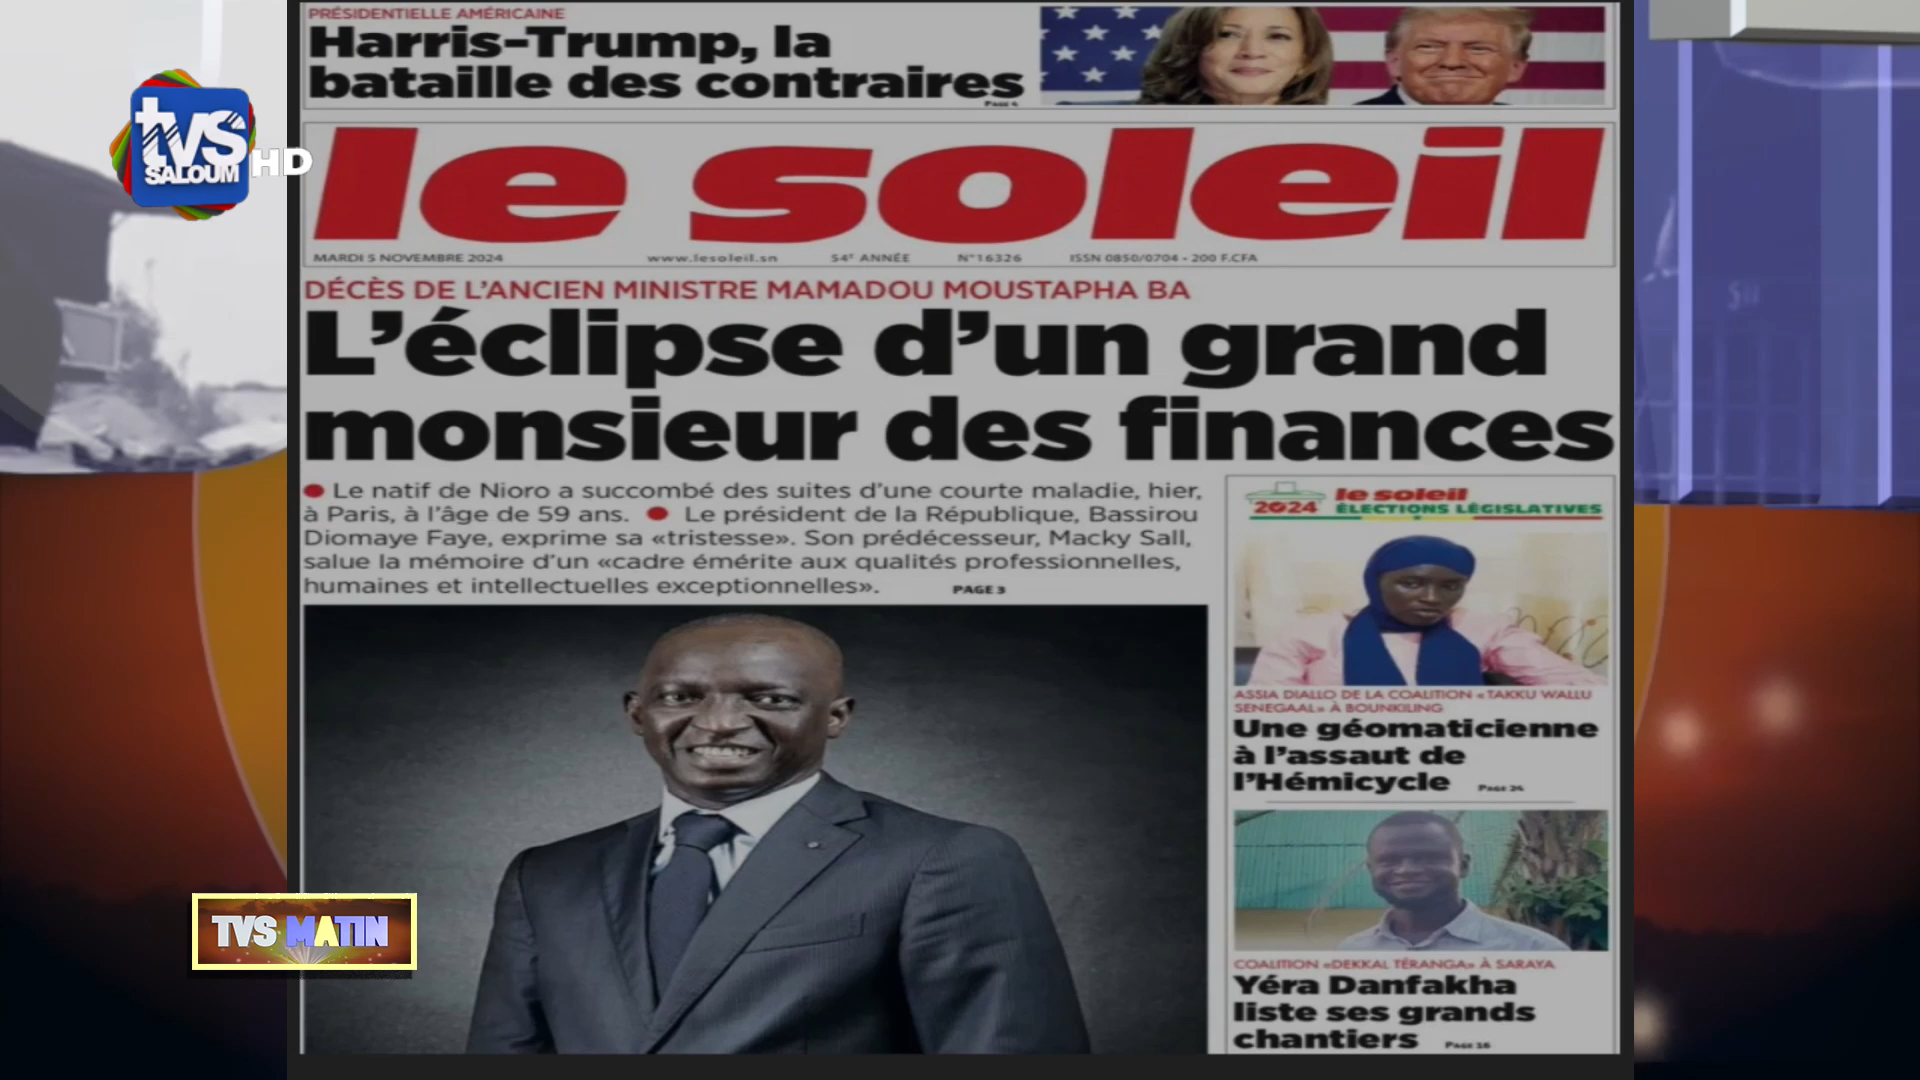 PRÉSIDENTIELLE AMÉRICAINE
Harris-Trump, la
bataille des contraires
Page 4
tvs
SALOUM
HD
le soleil
MARDI 5 NOVEMBRE 2024 www.lesoleil.sn 54e ANNÉE N°16326 ISSN 0850/0704 - 200 F.CFA
DÉCÈS DE L'ANCIEN MINISTRE MAMADOU MOUSTAPHA BA
L'éclipse d'un grand
monsieur des finances
Le natif de Nioro a succombé des suites d'une courte maladie, hier,
à Paris, à l'âge de 59 ans. Le président de la République, Bassirou
Diomaye Faye, exprime sa «tristesse». Son prédécesseur, Macky Sall,
salue la mémoire d'un «cadre émérite aux qualités professionnelles,
humaines et intellectuelles exceptionnelles». PAGE 3
2024 le soleil
ÉLECTIONS LÉGISLATIVES
ASSIA DIALLO DE LA COALITION «TAKKU WALLU
SENEGAAL» À BOUNKILING
Une géomaticienne
à l'assaut de
l'Hémicycle Page 24
COALITION «DEKKAL TÉRANGA» À SARAYA
Yéra Danfakha
liste ses grands
chantiers Page 16
TVS MATIN